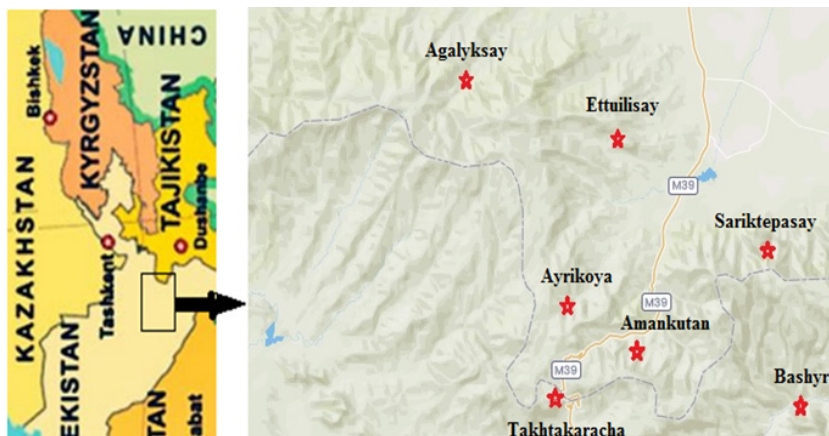 CHINA
Bishkek
KYRGYZSTAN
TAJIKISTAN
Dushanbe
KAZAKHSTAN
Tashkent
EKISTAN
TAN
abat
Agalyksay
Ettuilisay
M39
Sariktepasay
Ayrikoya
M39
Amankutan
M39
Bashyr
Takhtakaracha